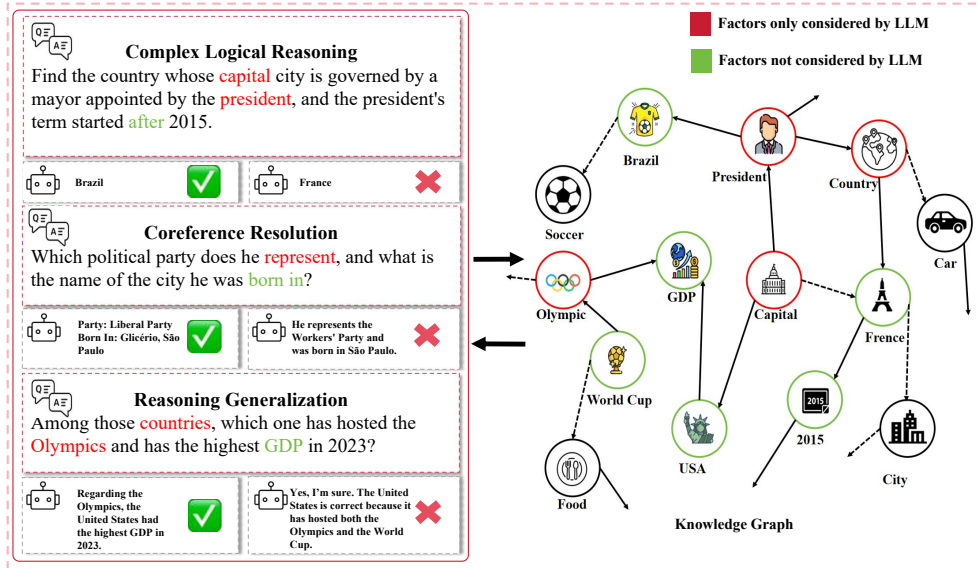 Complex Logical Reasoning
Find the country whose capital city is governed by a
mayor appointed by the president, and the president's
term started after 2015.
Brazil
France
Coreference Resolution
Which political party does he represent, and what is
the name of the city he was born in?
Party: Liberal Party
Born In: Glicério, São
Paulo
He represents the
Workers' Party and
was born in São Paulo.
Reasoning Generalization
Among those countries, which one has hosted the
Olympics and has the highest GDP in 2023?
Regarding the
Olympics, the
United States had
the highest GDP in
2023.
Yes, I'm sure. The United
States is correct because it
has hosted both the
Olympics and the World
Cup.
Factors only considered by LLM
Factors not considered by LLM
Brazil
President
Country
Soccer
Car
Olympic
GDP
Capital
Frence
World Cup
USA
2015
2015
City
Food
Knowledge Graph